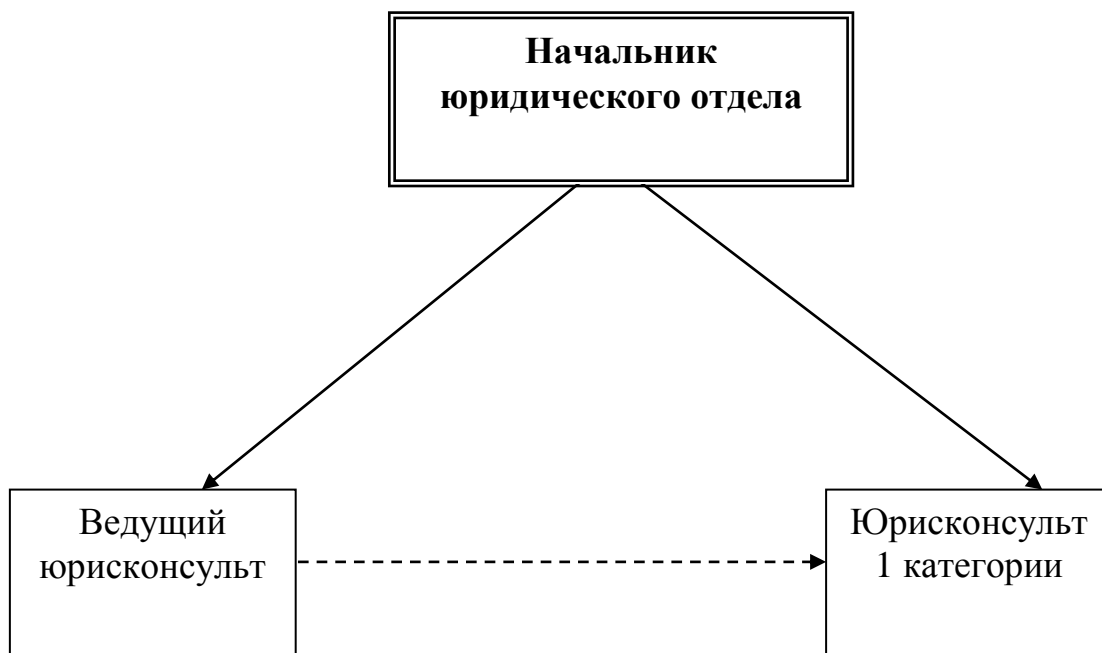 Начальник
юридического отдела
Ведущий
юрисконсульт
Юрисконсульт
1 категории